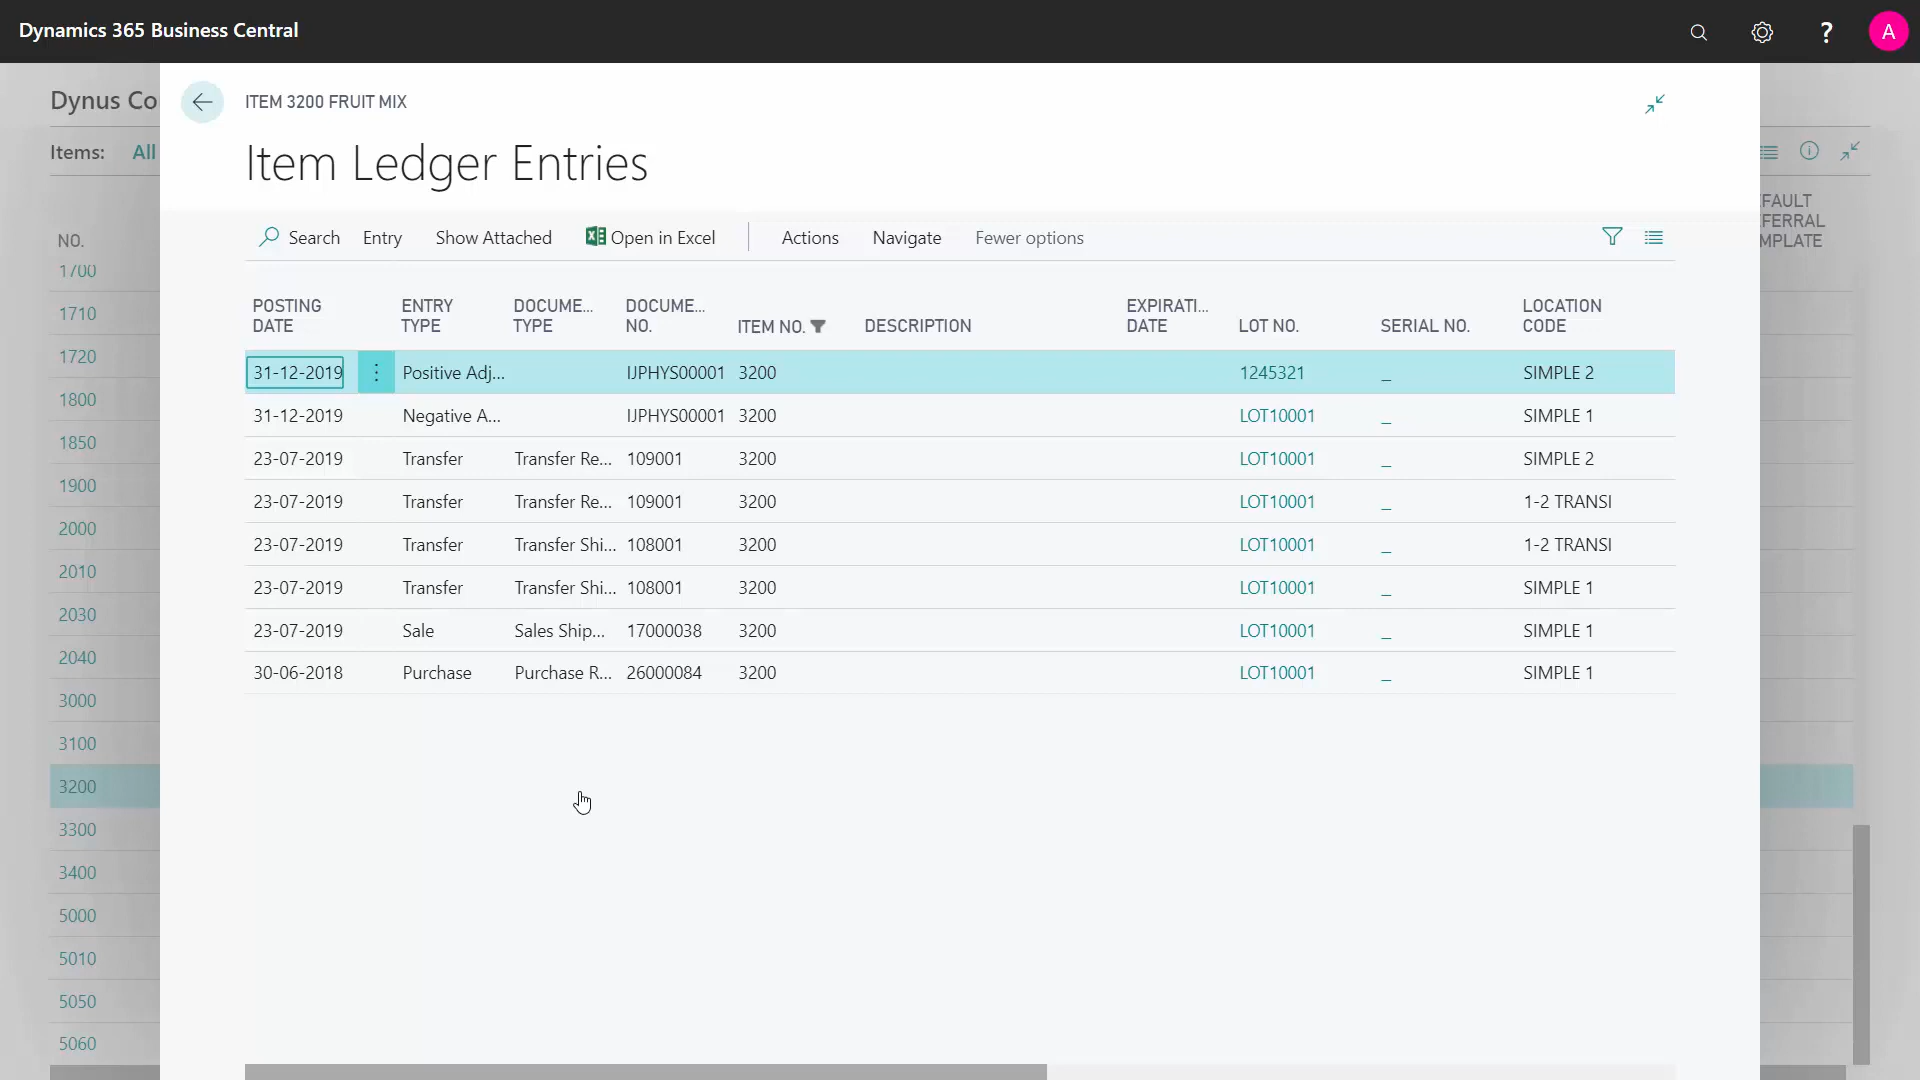 Dynamics 365 Business Central
?
A
Dynus Co
Items: All
NO.
1700
1710
1720
1800
1850
1900
2000
2010
2030
2040
3000
3100
3200
3300
3400
5000
5010
5050
5060
ITEM 3200 FRUIT MIX
Item Ledger Entries
Search Entry Show Attached Open in Excel Actions Navigate Fewer options
POSTING DATE ENTRY TYPE DOCUME... TYPE DOCUME... NO. ITEM NO. DESCRIPTION EXPIRATI... DATE LOT NO. SERIAL NO. LOCATION CODE
31-12-2019 Positive Adj... IJPHYS00001 3200 1245321 _ SIMPLE 2
31-12-2019 Negative A... IJPHYS00001 3200 LOT10001 _ SIMPLE 1
23-07-2019 Transfer Transfer Re... 109001 3200 LOT10001 _ SIMPLE 2
23-07-2019 Transfer Transfer Re... 109001 3200 LOT10001 _ 1-2 TRANSI
23-07-2019 Transfer Transfer Shi... 108001 3200 LOT10001 _ 1-2 TRANSI
23-07-2019 Transfer Transfer Shi... 108001 3200 LOT10001 _ SIMPLE 1
23-07-2019 Sale Sales Ship... 17000038 3200 LOT10001 _ SIMPLE 1
30-06-2018 Purchase Purchase R... 26000084 3200 LOT10001 _ SIMPLE 1
FAULT
FERRAL
MPLATE